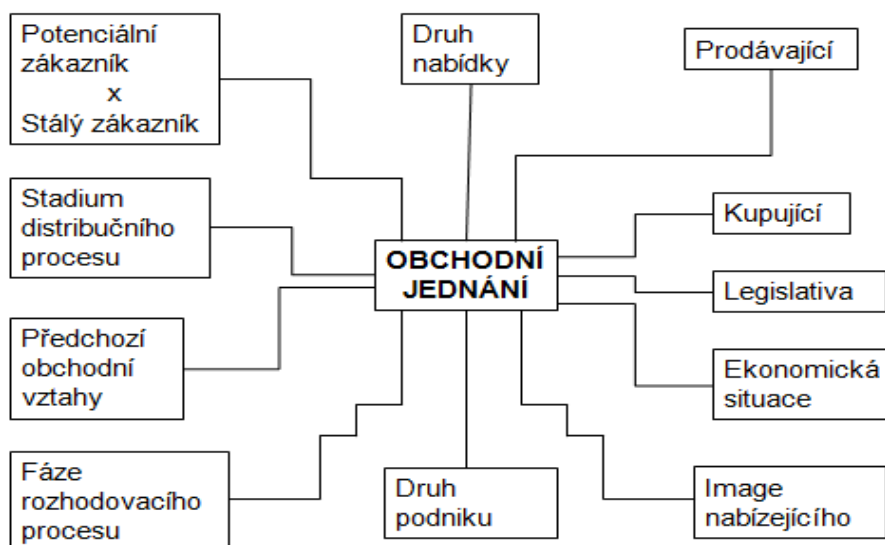 Potenciální
zákazník
x
Stálý zákazník
Druh
nabídky
Prodávající
Stadium
distribučního
procesu
Kupující
OBCHODNÍ
JEDNÁNÍ
Legislativa
Předchozí
obchodní
vztahy
Ekonomická
situace
Fáze
rozhodovacího
procesu
Druh
podniku
Image
nabízejícího